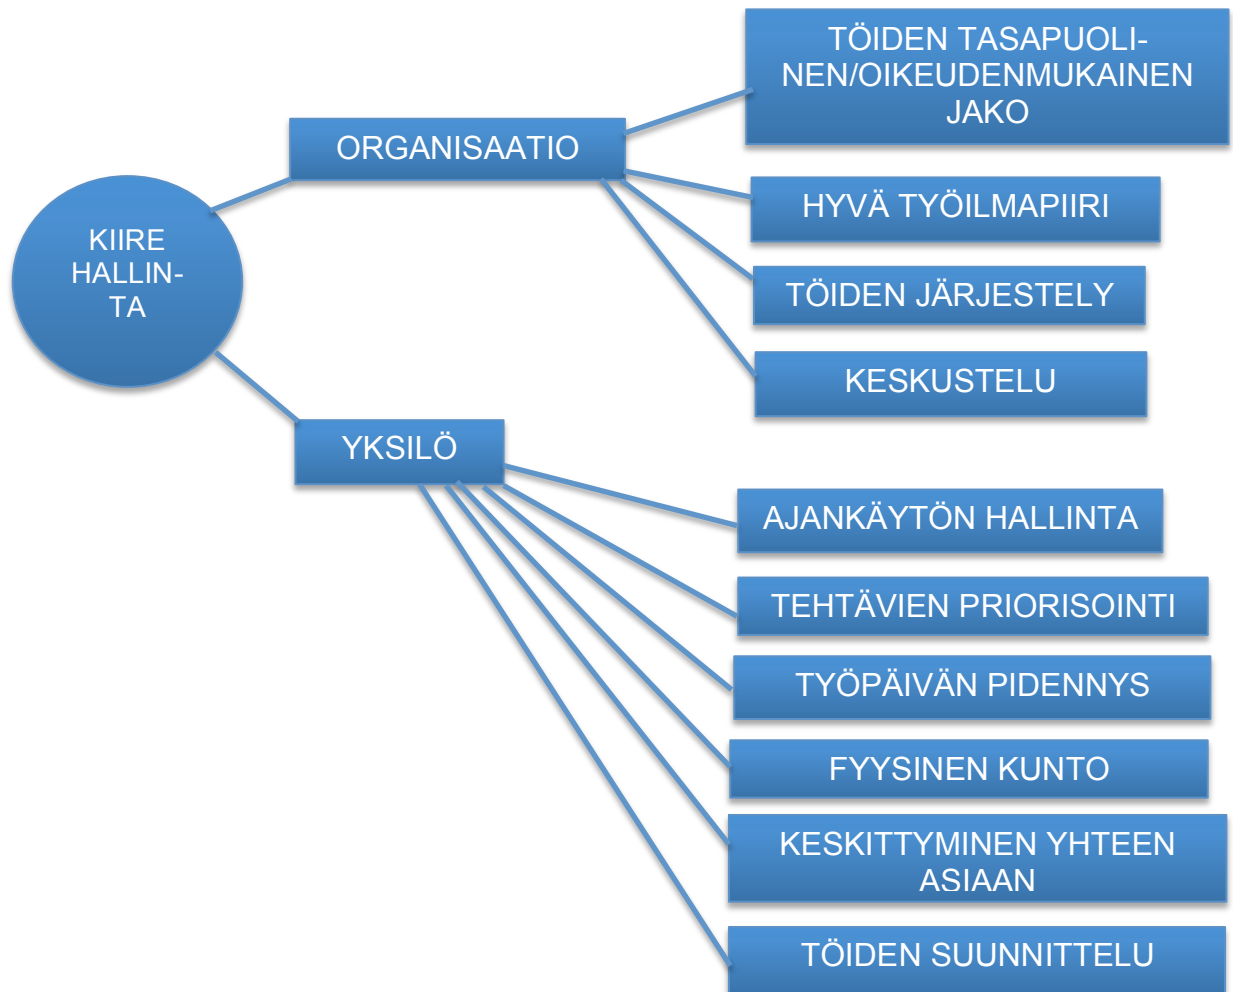 KIIRE
HALLIN-
TA
ORGANISAATIO
TÖIDEN TASAPUOLI-
NEN/OIKEUDENMUKAINEN
JAKO
HYVÄ TYÖILMAPIIRI
TÖIDEN JÄRJESTELY
KESKUSTELU
YKSILÖ
AJANKÄYTÖN HALLINTA
TEHTÄVIEN PRIORISOINTI
TYÖPÄIVÄN PIDENNYS
FYYSINEN KUNTO
KESKITTYMINEN YHTEEN
ASIAAN
TÖIDEN SUUNNITTELU